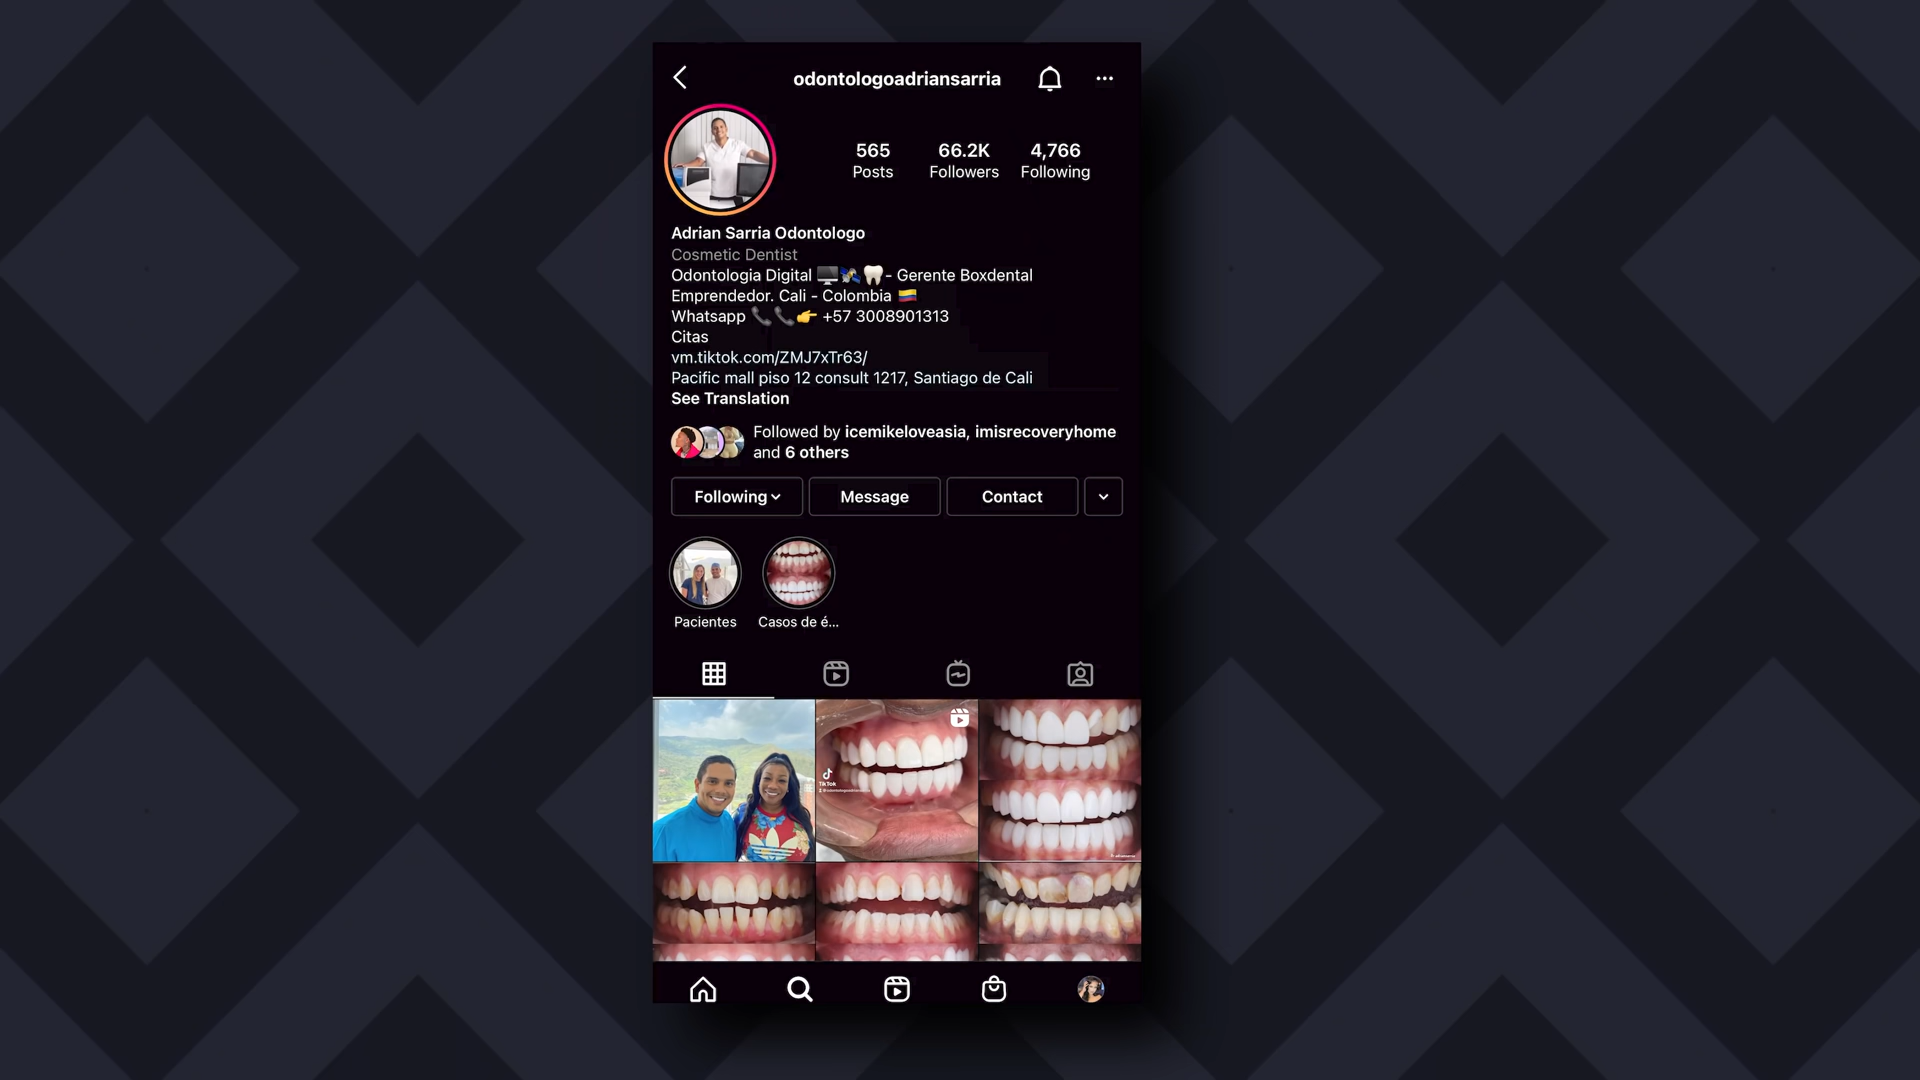 odontologoadriansarria
565 66.2K 4,766
Posts Followers Following
Adrian Sarria Odontologo
Cosmetic Dentist
Odontologia Digital 🖥️🛰️🦷- Gerente Boxdental
Emprendedor. Cali - Colombia 🇨🇴
Whatsapp 📞📞👉 +57 3008901313
Citas
vm.tiktok.com/ZMJ7xTr63/
Pacific mall piso 12 consult 1217, Santiago de Cali
See Translation
Followed by icemikeloveasia, imisrecoveryhome
and 6 others
Following Message Contact
Pacientes Casos de é...
TikTok